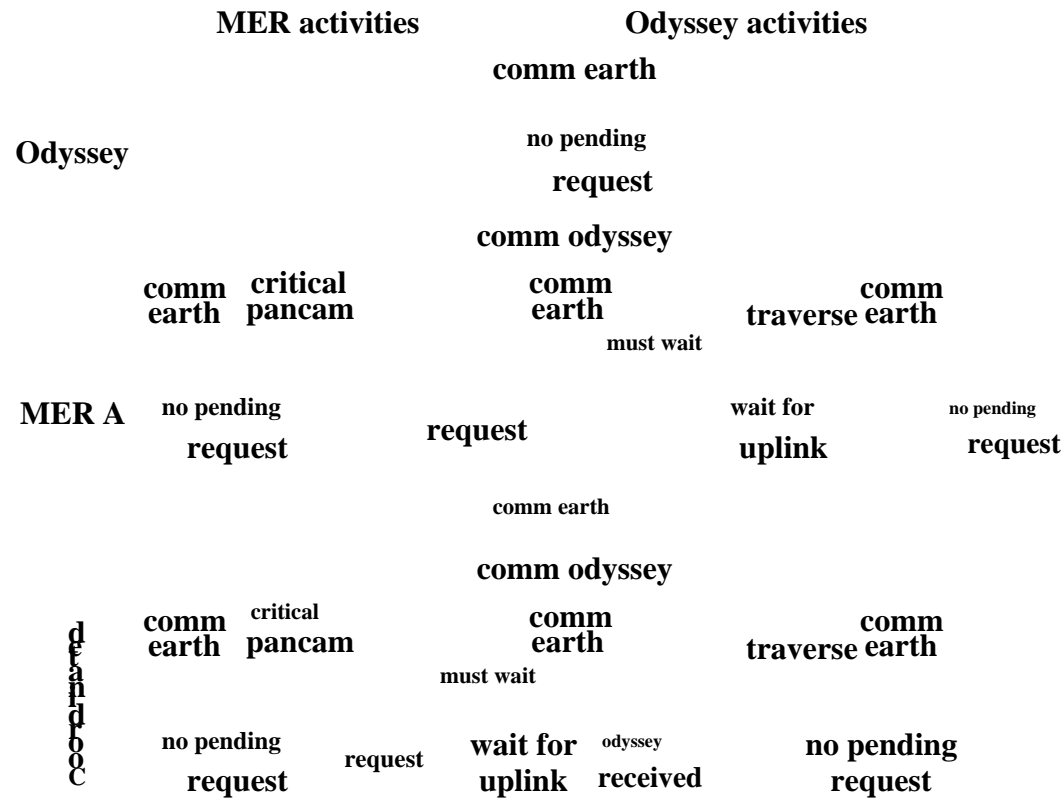 MER activities Odyssey activities
comm earth
no pending
Odyssey
request
comm odyssey
comm critical comm comm
earth pancam earth traverse earth
must wait
MER A no pending wait for no pending
request request uplink request
comm earth
comm odyssey
comm critical comm comm
earth pancam earth traverse earth
must wait
Coordinated
no pending request wait for odyssey no pending
request uplink received request